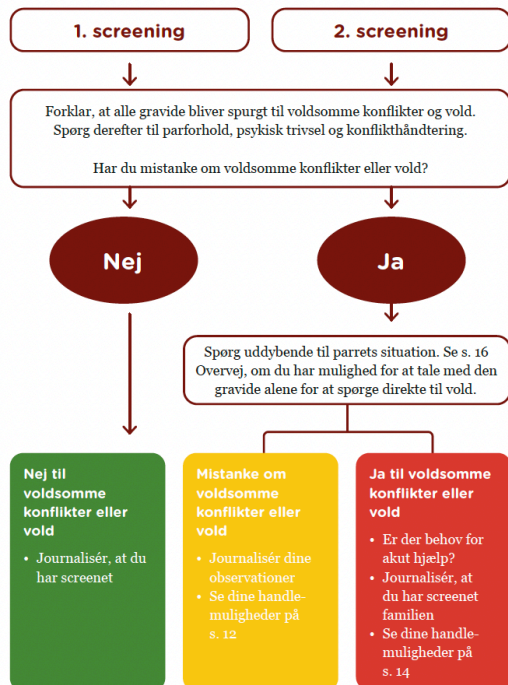 1. screening
2. screening
Forklar, at alle gravide bliver spurgt til voldsomme konflikter og vold.
Spørg derefter til parforhold, psykisk trivsel og konflikthåndtering.
Har du mistanke om voldsomme konflikter eller vold?
Nej
Ja
Spørg uddybende til parrets situation. Se s. 16
Overvej, om du har mulighed for at tale med den
gravide alene for at spørge direkte til vold.
Nej til
voldsomme
konflikter eller
vold
• Journalisér, at du
har screenet
Mistanke om
voldsomme
konflikter eller
vold
• Journalisér dine
observationer
• Se dine handle-
muligheder på
s. 12
Ja til voldsomme
konflikter eller
vold
• Er der behov for
akut hjælp?
• Journalisér, at
du har screenet
familien
• Se dine handle-
muligheder på
s. 14